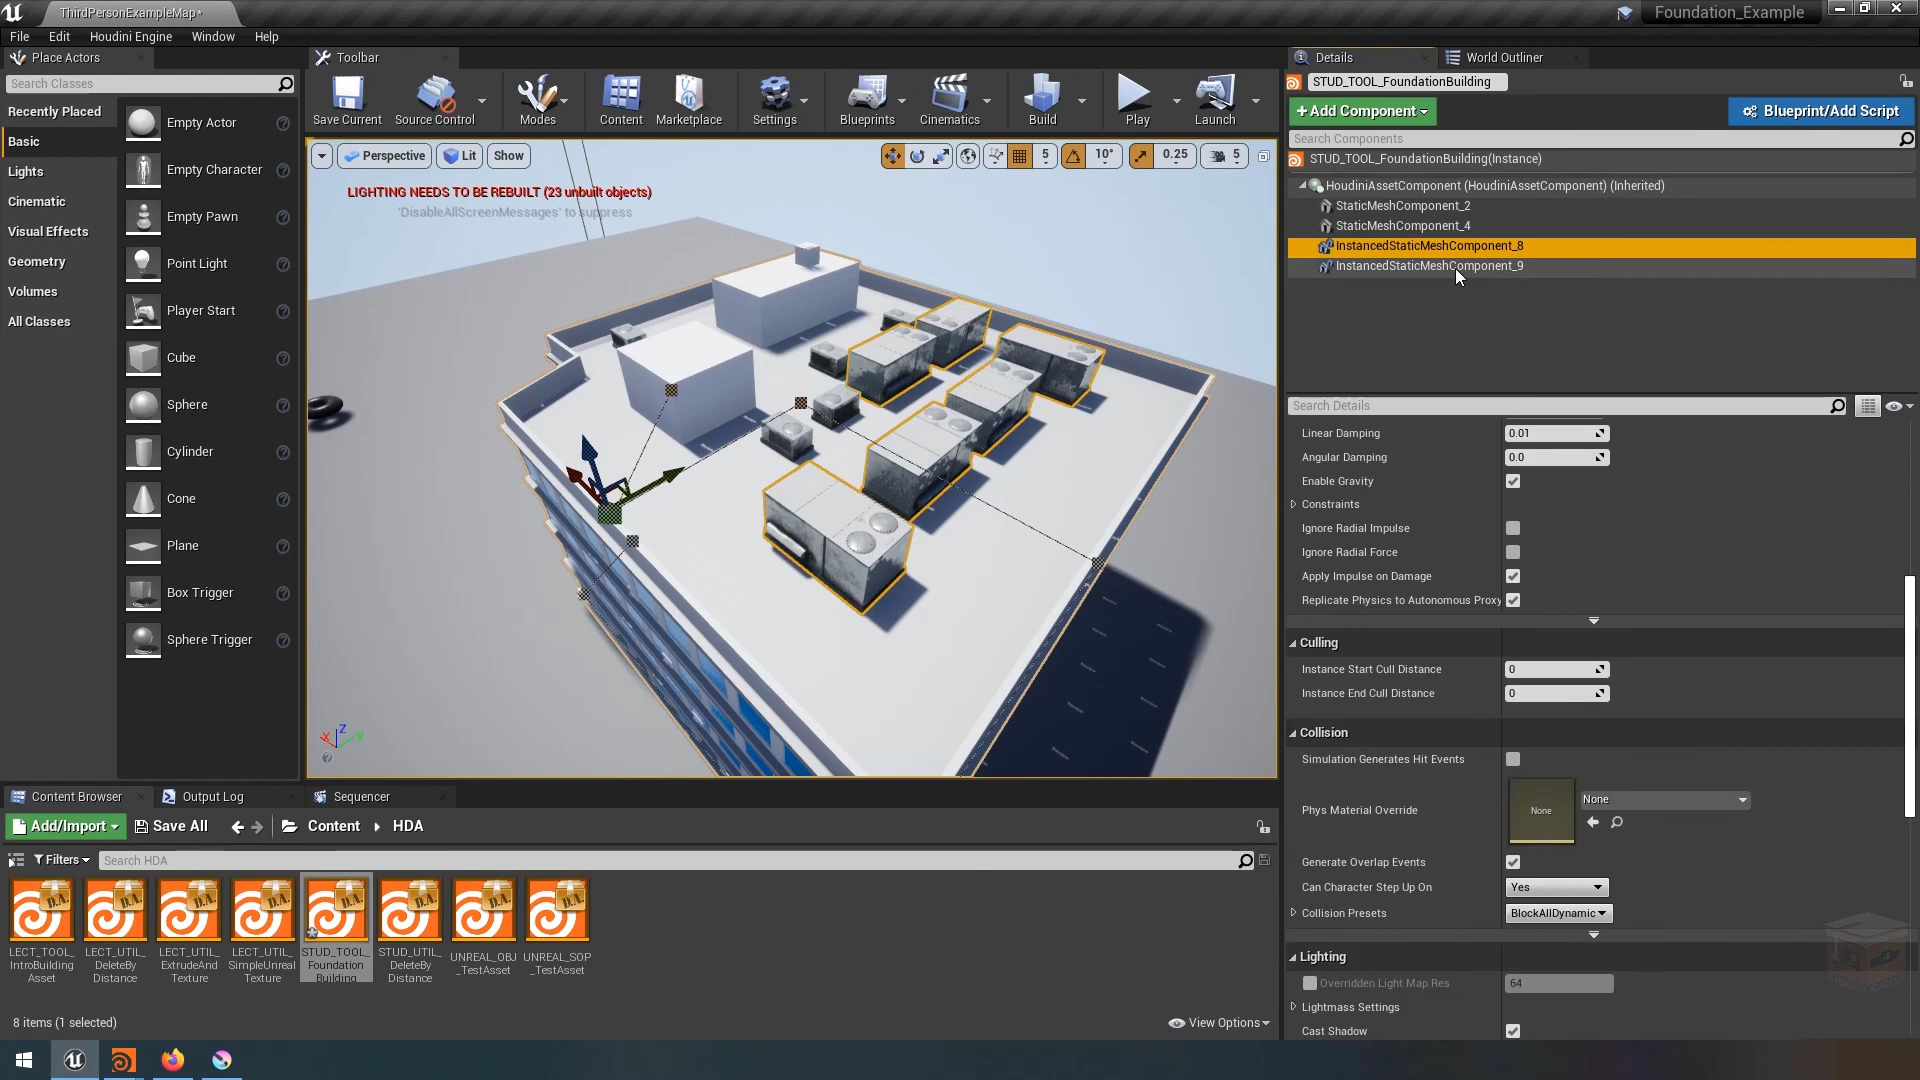 ThirdPersonExampleMap*
Foundation_Example
File Edit Houdini Engine Window Help
Place Actors
Search Classes
Recently Placed
Basic
Lights
Cinematic
Visual Effects
Geometry
Volumes
All Classes
Empty Actor
Empty Character
Empty Pawn
Point Light
Player Start
Cube
Sphere
Cylinder
Cone
Plane
Box Trigger
Sphere Trigger
Toolbar
Save Current
Source Control
Modes
Content
Marketplace
Settings
Blueprints
Cinematics
Build
Play
Launch
Perspective
Lit
Show
5
10°
0.25
5
LIGHTING NEEDS TO BE REBUILT (23 unbuilt objects)
'DisableAllScreenMessages' to suppress
X Z Y
Details
World Outliner
STUD_TOOL_FoundationBuilding
+Add Component
Blueprint/Add Script
Search Components
STUD_TOOL_FoundationBuilding(Instance)
HoudiniAssetComponent (HoudiniAssetComponent) (Inherited)
StaticMeshComponent_2
StaticMeshComponent_4
InstancedStaticMeshComponent_8
InstancedStaticMeshComponent_9
Search Details
Linear Damping 0.01
Angular Damping 0.0
Enable Gravity
Constraints
Ignore Radial Impulse
Ignore Radial Force
Apply Impulse on Damage
Replicate Physics to Autonomous Proxy
Culling
Instance Start Cull Distance 0
Instance End Cull Distance 0
Collision
Simulation Generates Hit Events
Phys Material Override None None
Generate Overlap Events
Can Character Step Up On Yes
Collision Presets BlockAllDynamic
Lighting
Overridden Light Map Res 64
Lightmass Settings
Cast Shadow
Content Browser
Output Log
Sequencer
Add/Import
Save All
Content
HDA
Filters
Search HDA
LECT_TOOL_
IntroBuilding
Asset
LECT_UTIL_
DeleteBy
Distance
LECT_UTIL_
ExtrudeAnd
Texture
LECT_UTIL_
SimpleUnreal
Texture
STUD_TOOL_
Foundation
Building
STUD_UTIL_
DeleteBy
Distance
UNREAL_OBJ
_TestAsset
UNREAL_SOP
_TestAsset
8 items (1 selected)
View Options